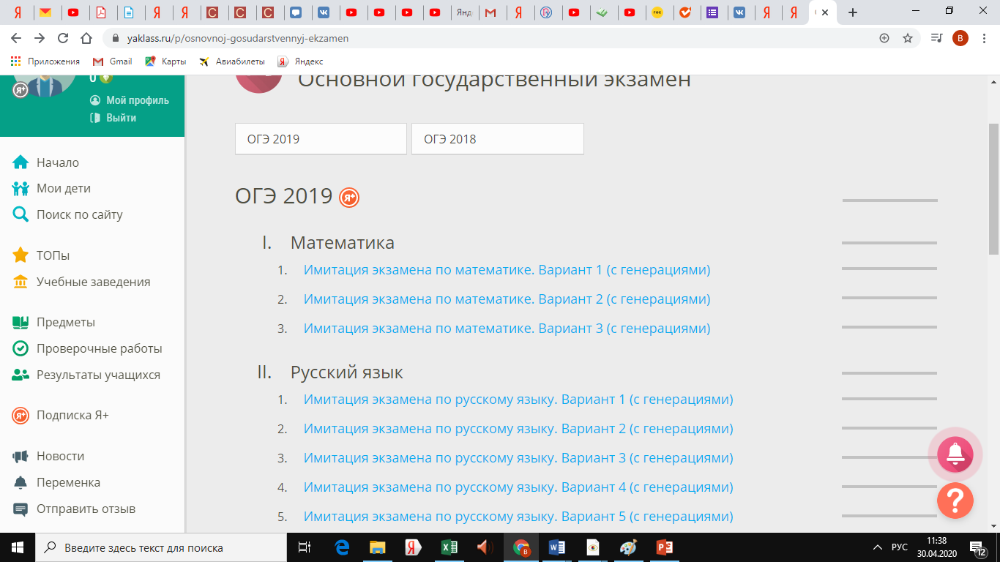 Янд
yaklass.ru/p/osnovnoj-gosudarstvennyj-ekzamen
В
Приложения Gmail Карты Авиабилеты Яндекс
0
Мой профиль
Выйти
Начало
Мои дети
Поиск по сайту
ТОПы
Учебные заведения
Предметы
Проверочные работы
Результаты учащихся
Подписка Я+
Новости
Переменка
Отправить отзыв
Основной государственный экзамен
ОГЭ 2019 ОГЭ 2018
ОГЭ 2019 Я+
I. Математика
1. Имитация экзамена по математике. Вариант 1 (с генерациями)
2. Имитация экзамена по математике. Вариант 2 (с генерациями)
3. Имитация экзамена по математике. Вариант 3 (с генерациями)
II. Русский язык
1. Имитация экзамена по русскому языку. Вариант 1 (с генерациями)
2. Имитация экзамена по русскому языку. Вариант 2 (с генерациями)
3. Имитация экзамена по русскому языку. Вариант 3 (с генерациями)
4. Имитация экзамена по русскому языку. Вариант 4 (с генерациями)
5. Имитация экзамена по русскому языку. Вариант 5 (с генерациями)
Введите здесь текст для поиска
РУС
11:38
30.04.2020
12